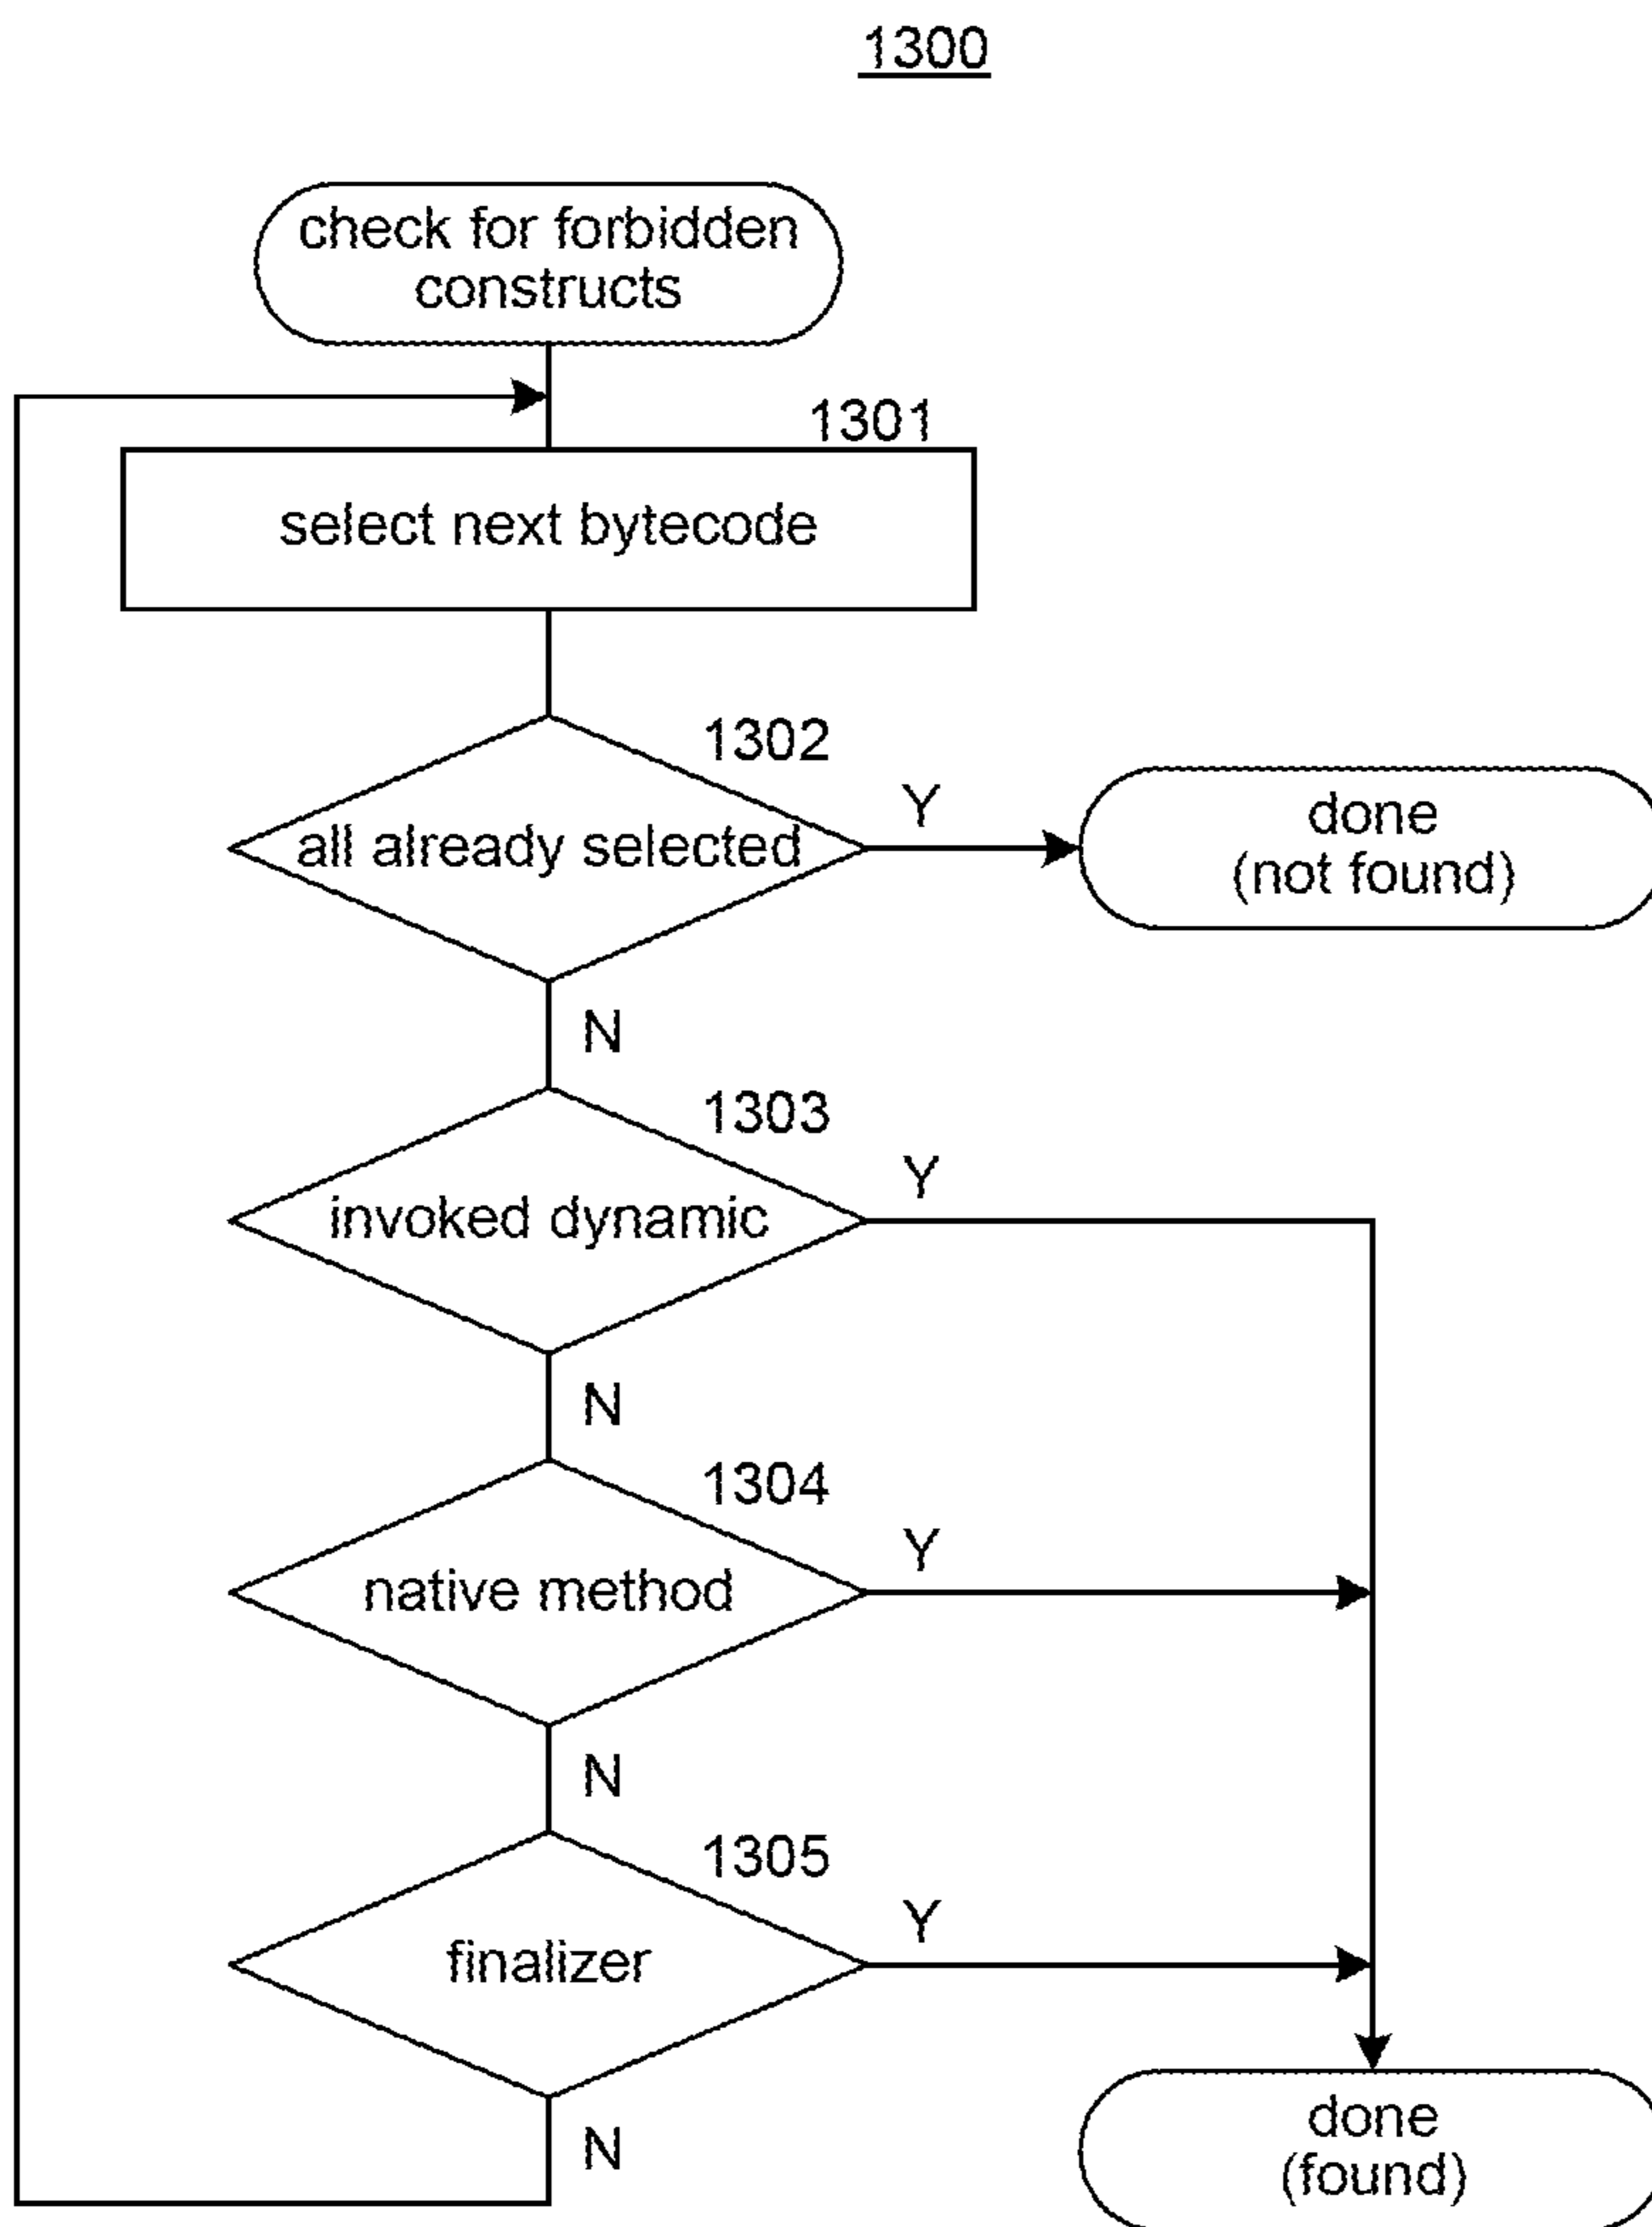 1300
check for forbidden
constructs
1301
select next bytecode
1302
all already selected
Y
done
(not found)
N
1303
invoked dynamic
Y
N
1304
native method
Y
N
1305
finalizer
Y
N
done
(found)